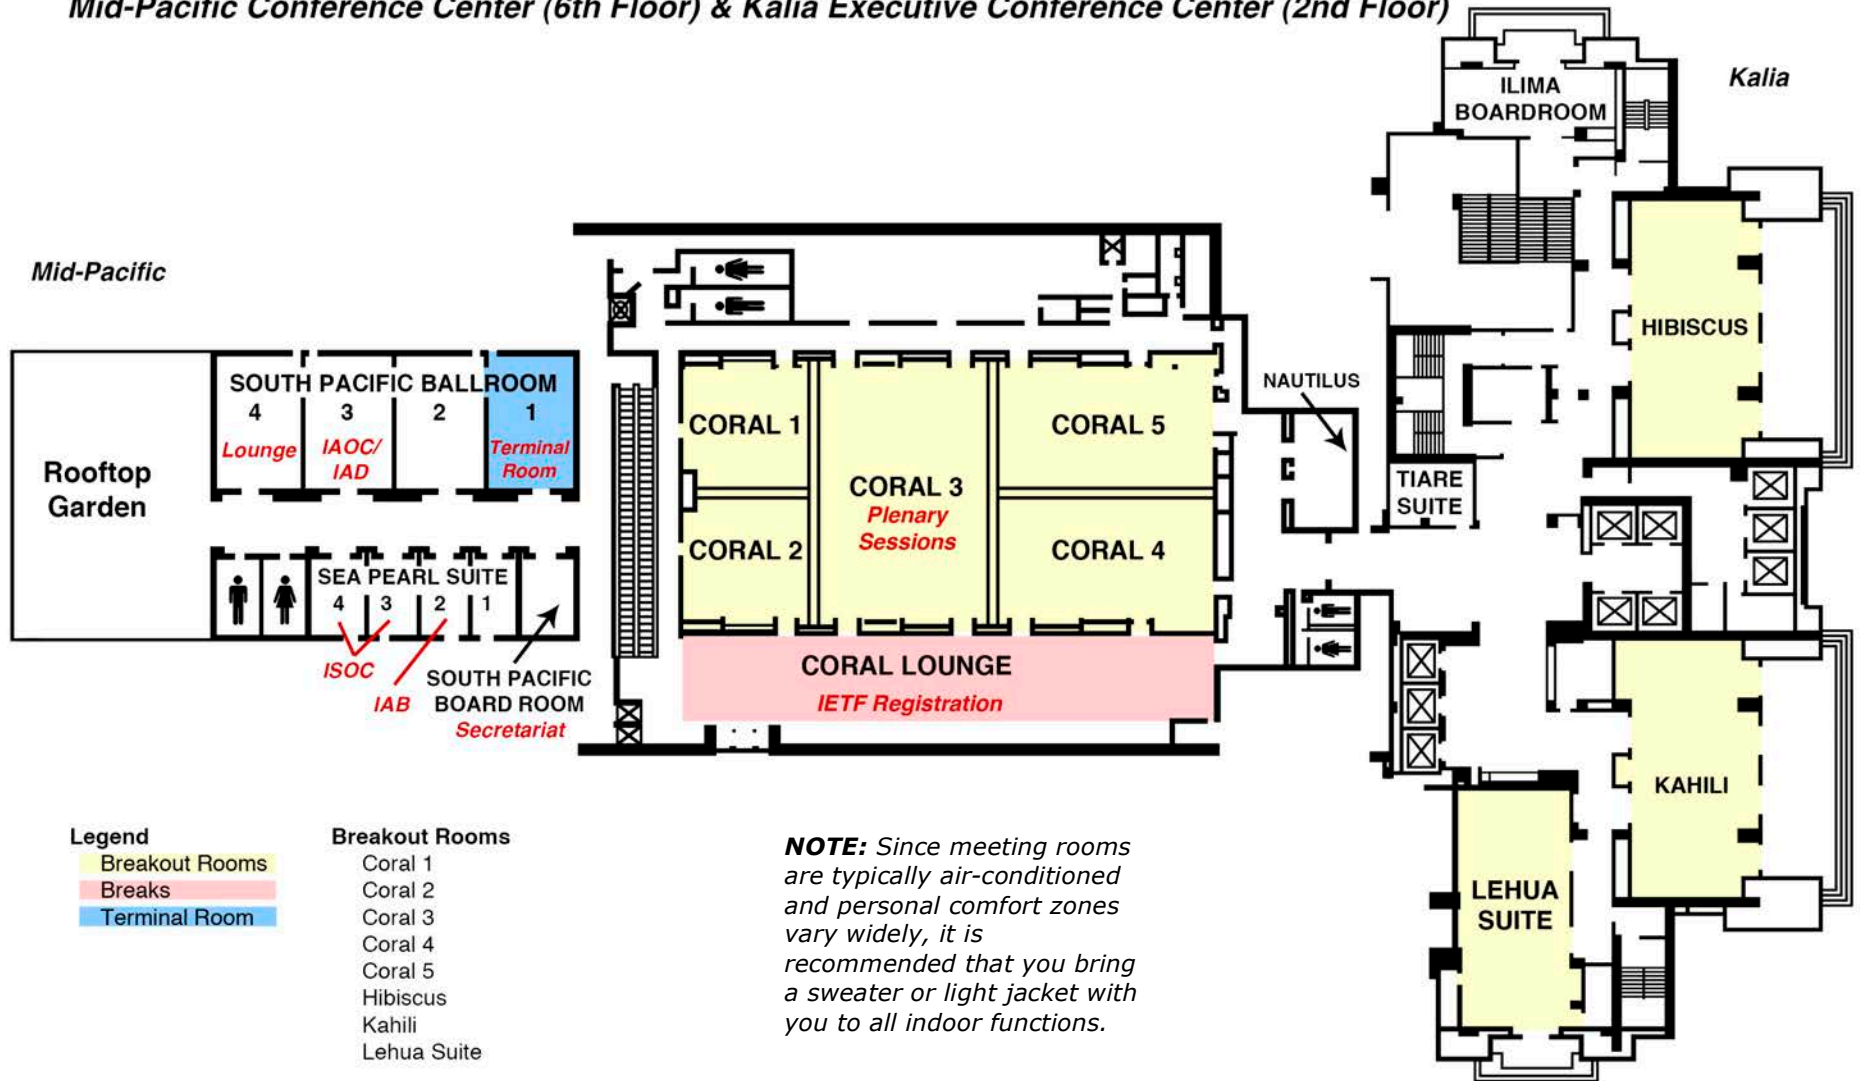 Mid-Pacific Conference Center (6th Floor) & Kalia Executive Conference Center (2nd Floor)
Kalia
ILIMA
BOARDROOM
Mid-Pacific
HIBISCUS
NAUTILUS
SOUTH PACIFIC BALLROOM
4
3
2
1
Lounge
IAOC/
IAD
Terminal
Room
Rooftop
Garden
CORAL 1
CORAL 5
CORAL 3
Plenary
Sessions
CORAL 2
CORAL 4
TIARE
SUITE
SEA PEARL SUITE
4
3
2
1
ISOC
IAB
SOUTH PACIFIC
BOARD ROOM
Secretariat
CORAL LOUNGE
IETF Registration
KAHILI
LEHUA
SUITE
Legend
Breakout Rooms
Breaks
Terminal Room
Breakout Rooms
Coral 1
Coral 2
Coral 3
Coral 4
Coral 5
Hibiscus
Kahili
Lehua Suite
NOTE: Since meeting rooms
are typically air-conditioned
and personal comfort zones
vary widely, it is
recommended that you bring
a sweater or light jacket with
you to all indoor functions.